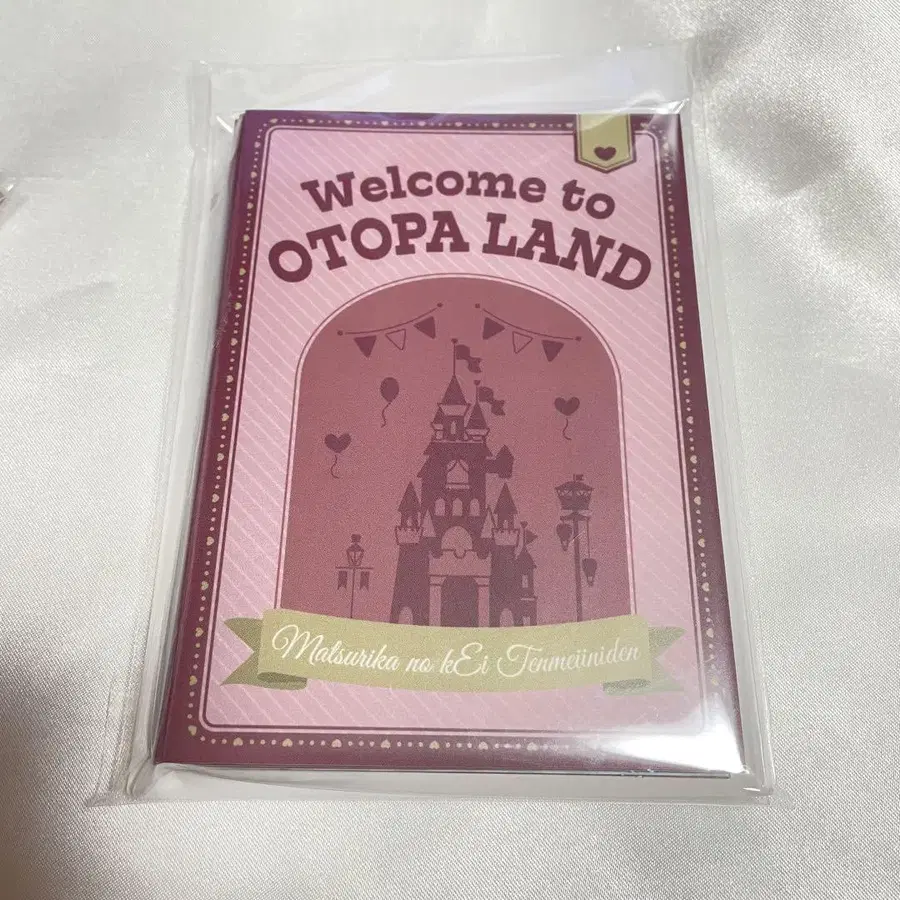 Welcome to
OTOPA LAND
Matsurika no kEi Tenmeiiniden